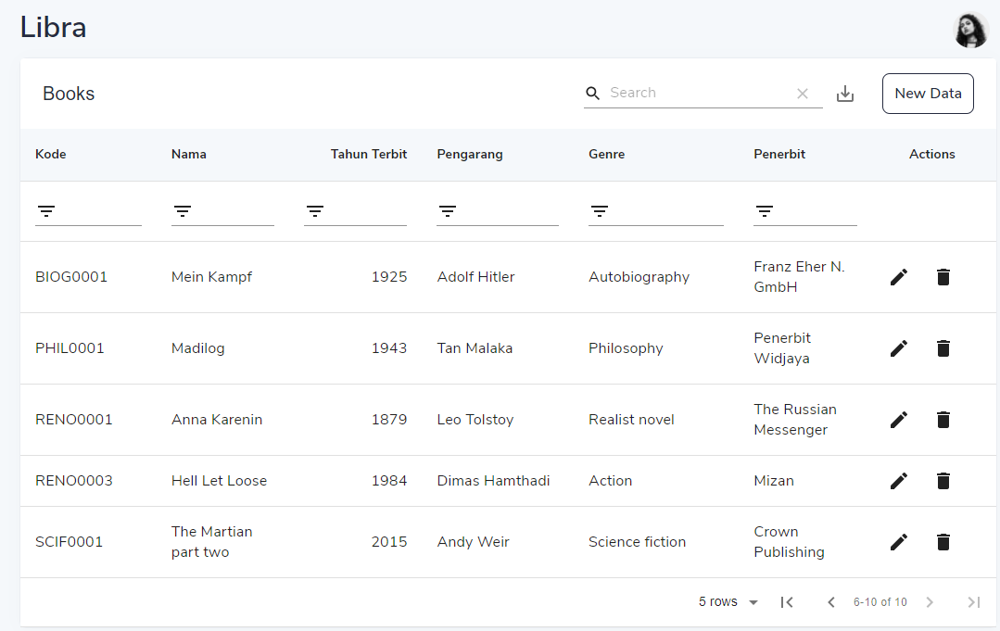 Libra
Books
Search
New Data
Kode Nama Tahun Terbit Pengarang Genre Penerbit Actions
BIOG0001 Mein Kampf 1925 Adolf Hitler Autobiography Franz Eher N.
GmbH
PHIL0001 Madilog 1943 Tan Malaka Philosophy Penerbit
Widjaya
RENO0001 Anna Karenin 1879 Leo Tolstoy Realist novel The Russian
Messenger
RENO0003 Hell Let Loose 1984 Dimas Hamthadi Action Mizan
SCIF0001 The Martian
part two 2015 Andy Weir Science fiction Crown
Publishing
5 rows 6-10 of 10